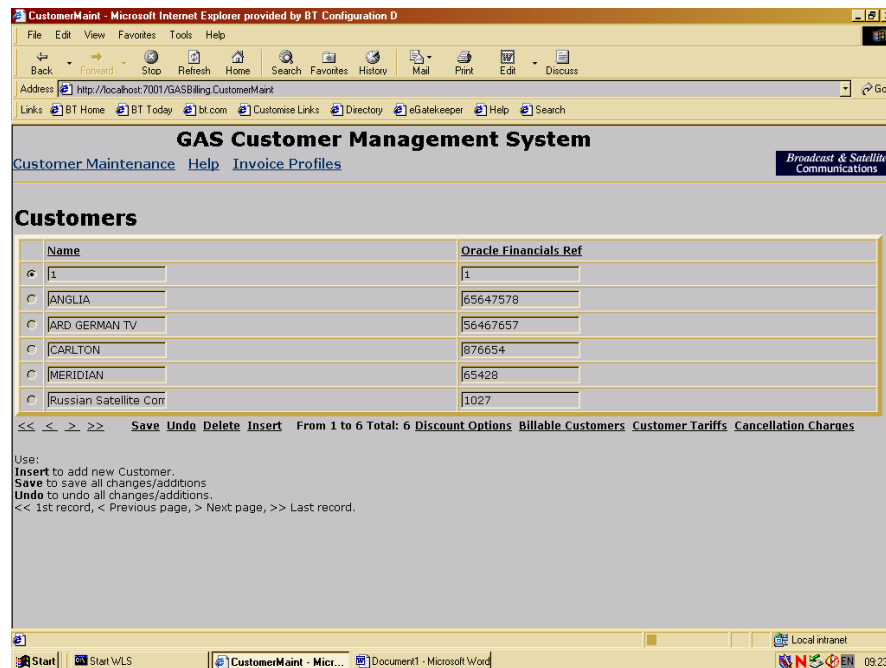 CustomerMaint - Microsoft Internet Explorer provided by BT Configuration D
File Edit View Favorites Tools Help
Back Forward Stop Refresh Home Search Favorites History Mail Print Edit Discuss
Address http://localhost:7001/GASBilling.CustomerMaint Go
Links BT Home BT Today bt.com Customise Links Directory eGatekeeper Help Search
GAS Customer Management System
Customer Maintenance Help Invoice Profiles
Broadcast & Satellite
Communications
Customers
Name Oracle Financials Ref
1 1
ANGLIA 65647578
ARD GERMAN TV 56467657
CARLTON 876654
MERIDIAN 65428
Russian Satellite Com 1027
<< < > >> Save Undo Delete Insert From 1 to 6 Total: 6 Discount Options Billable Customers Customer Tariffs Cancellation Charges
Use:
Insert to add new Customer.
Save to save all changes/additions
Undo to undo all changes/additions.
<< 1st record, < Previous page, > Next page, >> Last record.
Local intranet
Start Start WLS CustomerMaint - Micr... Document1 - Microsoft Word EN 09:23